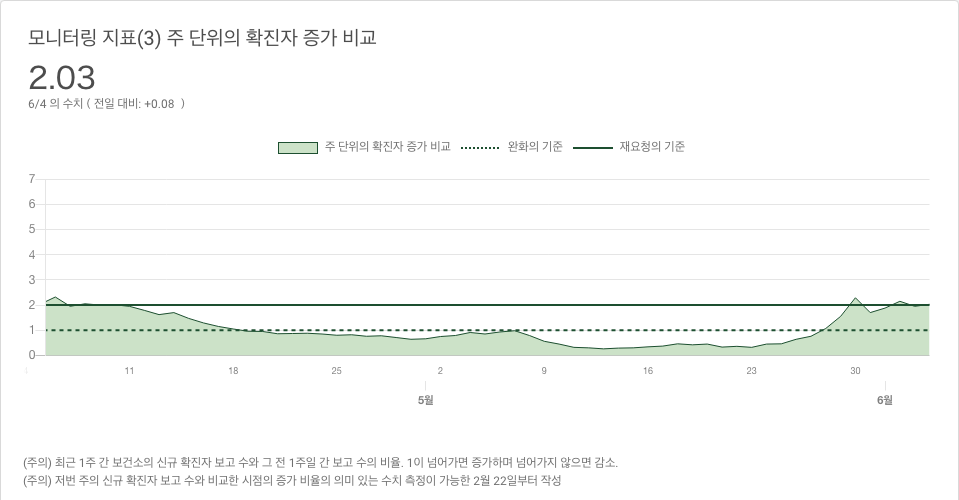 모니터링 지표(3) 주 단위의 확진자 증가 비교
2.03
6/4 의 수치 ( 전일 대비: +0.08 )
주 단위의 확진자 증가 비교 완화의 기준 재요청의 기준
7
6
5
4
3
2
1
0
11 18 25 2 9 16 23 30
5월 6월
(주의) 최근 1주 간 보건소의 신규 확진자 보고 수와 그 전 1주일 간 보고 수의 비율. 1이 넘어가면 증가하며 넘어가지 않으면 감소.
(주의) 저번 주의 신규 확진자 보고 수와 비교한 시점의 증가 비율의 의미 있는 수치 측정이 가능한 2월 22일부터 작성